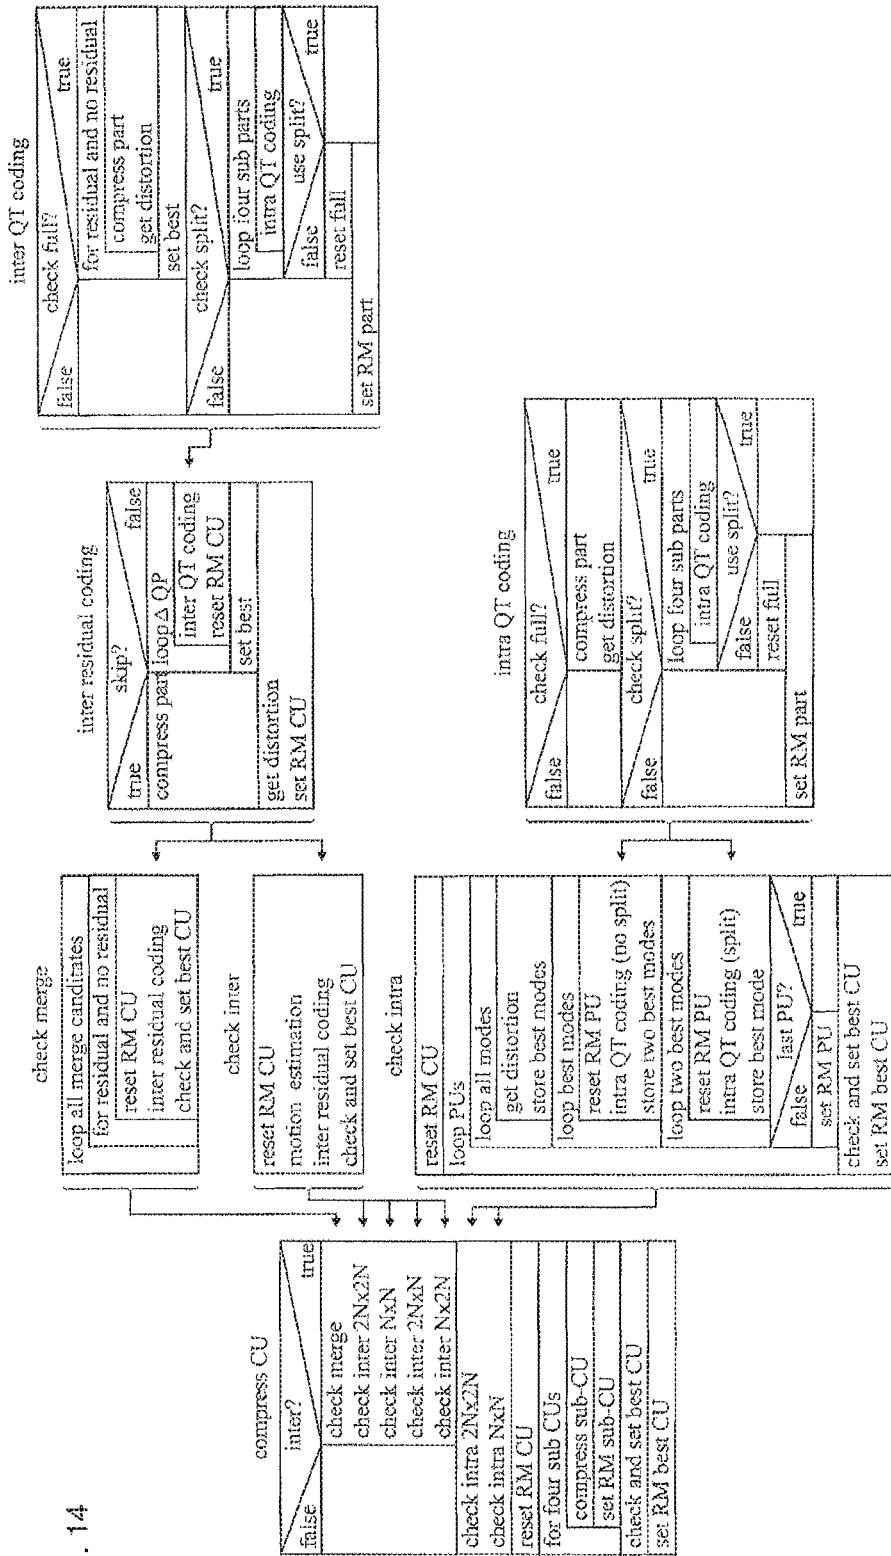 . 14
compress CU
inter?
false
true
check merge
check inter 2Nx2N
check inter NxN
check inter 2NxN
check inter Nx2N
check intra 2Nx2N
check intra NxN
reset RM CU
for four sub CUs
compress sub-CU
set RM sub-CU
check and set best CU
set RM best CU
check merge
loop all merge canditates
for residual and no residual
reset RM CU
inter residual coding
check and set best CU
check inter
reset RM CU
motion estimation
inter residual coding
check and set best CU
check intra
reset RM CU
loop PUs
loop all modes
get distortion
store best modes
loop best modes
reset RM PU
intra QT coding (no split)
store two best modes
loop two best modes
reset RM PU
intra QT coding (split)
store best mode
last PU?
false
true
set RM PU
check and set best CU
set RM best CU
inter residual coding
skip?
true
false
compress part
loop Δ QP
inter QT coding
reset RM CU
set best
get distortion
set RM CU
inter QT coding
check full?
false
true
for residual and no residual
compress part
get distortion
set best
check split?
false
true
loop four sub parts
intra QT coding
use split?
false
true
reset full
set RM part
intra QT coding
check full?
false
true
compress part
get distortion
check split?
false
true
loop four sub parts
intra QT coding
use split?
false
true
reset full
set RM part